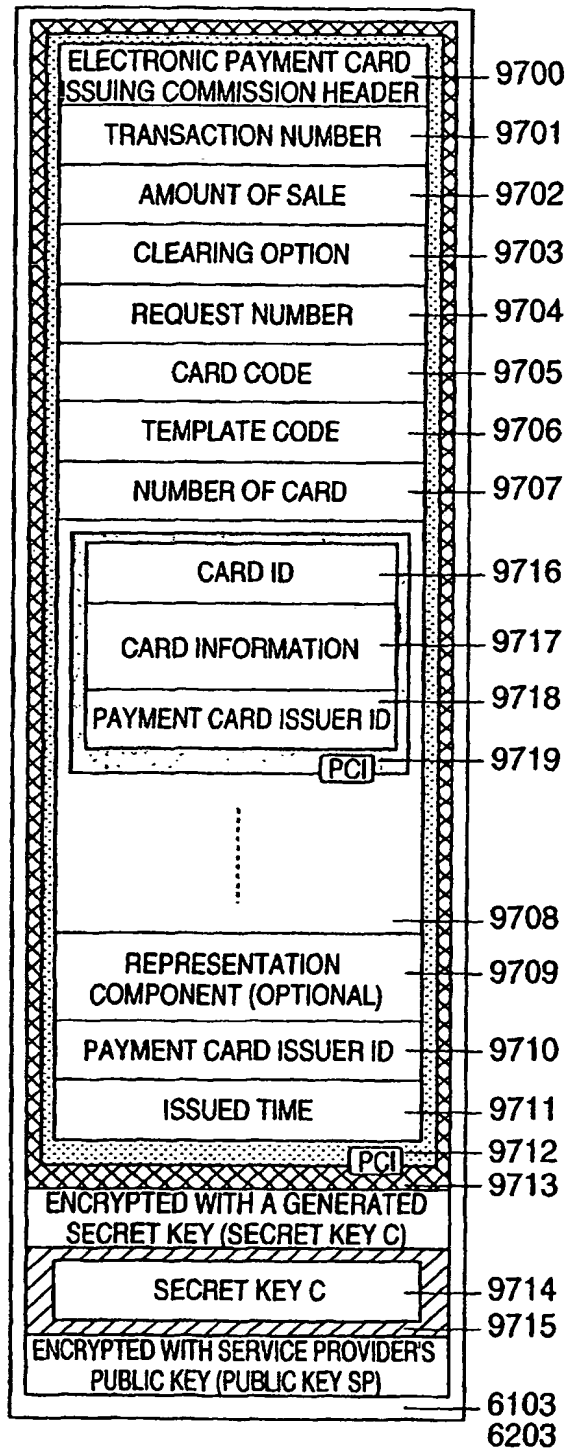 ELECTRONIC PAYMENT CARD
ISSUING COMMISSION HEADER
9700
TRANSACTION NUMBER
9701
AMOUNT OF SALE
9702
CLEARING OPTION
9703
REQUEST NUMBER
9704
CARD CODE
9705
TEMPLATE CODE
9706
NUMBER OF CARD
9707
CARD ID
9716
CARD INFORMATION
9717
PAYMENT CARD ISSUER ID
9718
PCI
9719
9708
REPRESENTATION
COMPONENT (OPTIONAL)
9709
PAYMENT CARD ISSUER ID
9710
ISSUED TIME
9711
PCI
9712
9713
ENCRYPTED WITH A GENERATED
SECRET KEY (SECRET KEY C)
SECRET KEY C
9714
9715
ENCRYPTED WITH SERVICE PROVIDER'S
PUBLIC KEY (PUBLIC KEY SP)
6103
6203